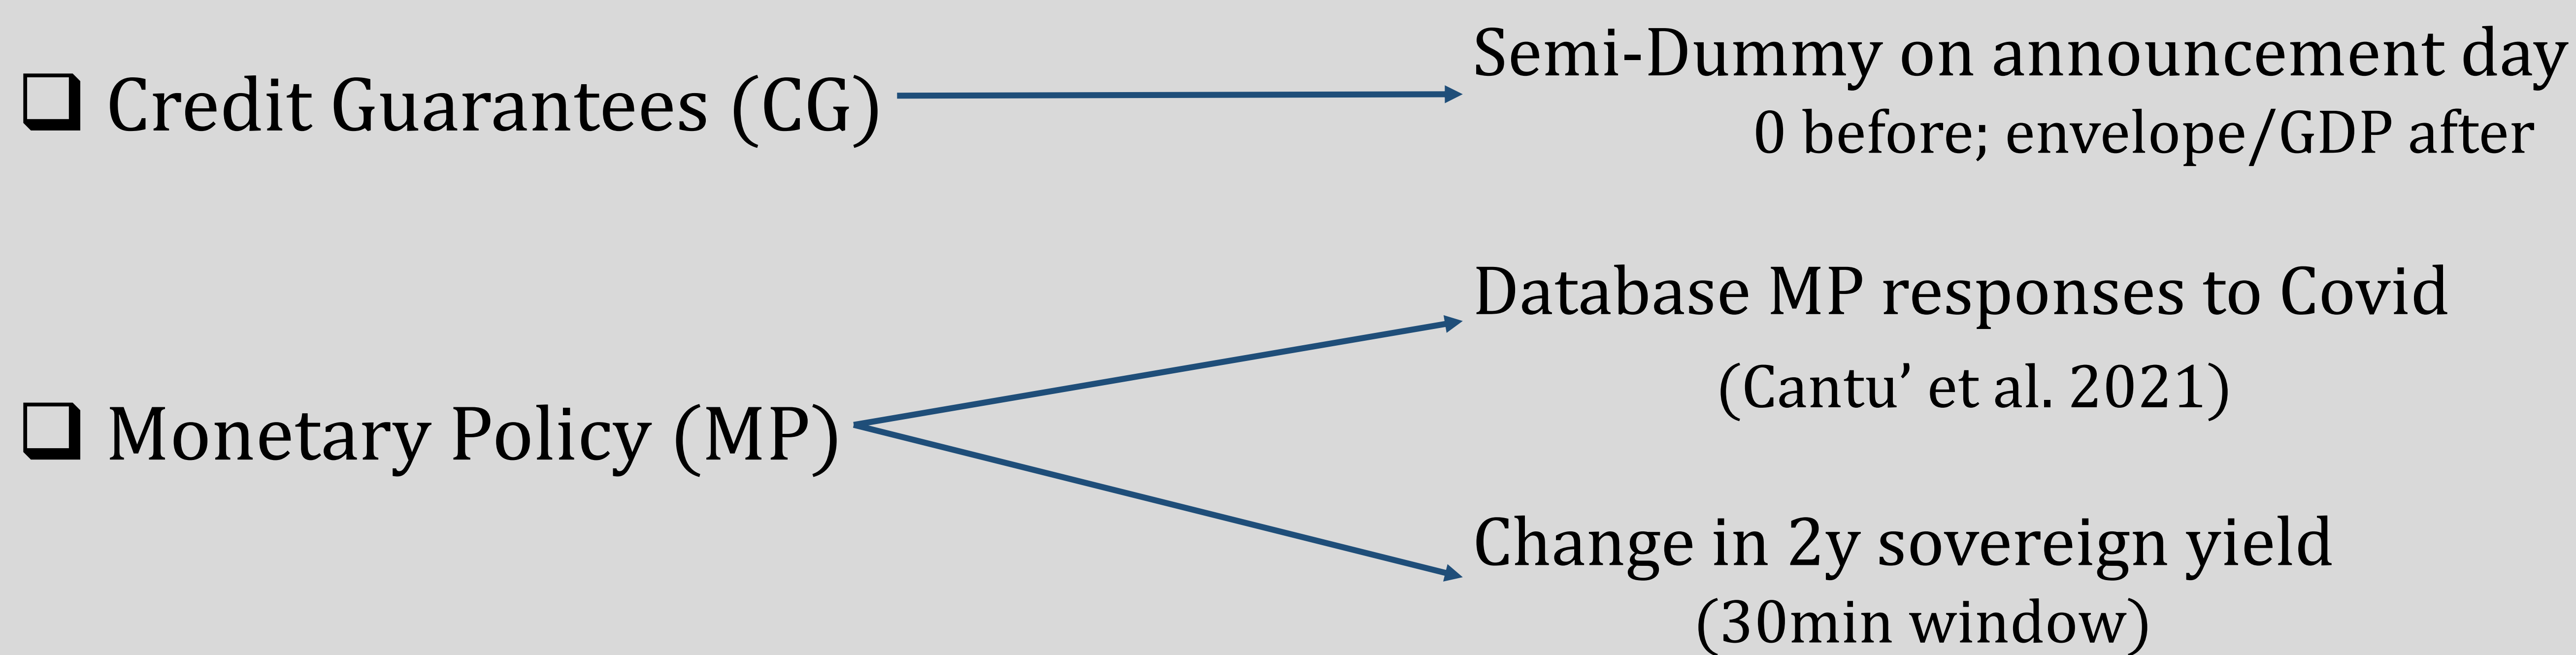 Semi-Dummy on announcement day
Credit Guarantees (CG)
0 before; envelope/GDP after
Database MP responses to Covid
(Cantu’ et al. 2021)
Monetary Policy (MP)
Change in 2y sovereign yield
(30min window)